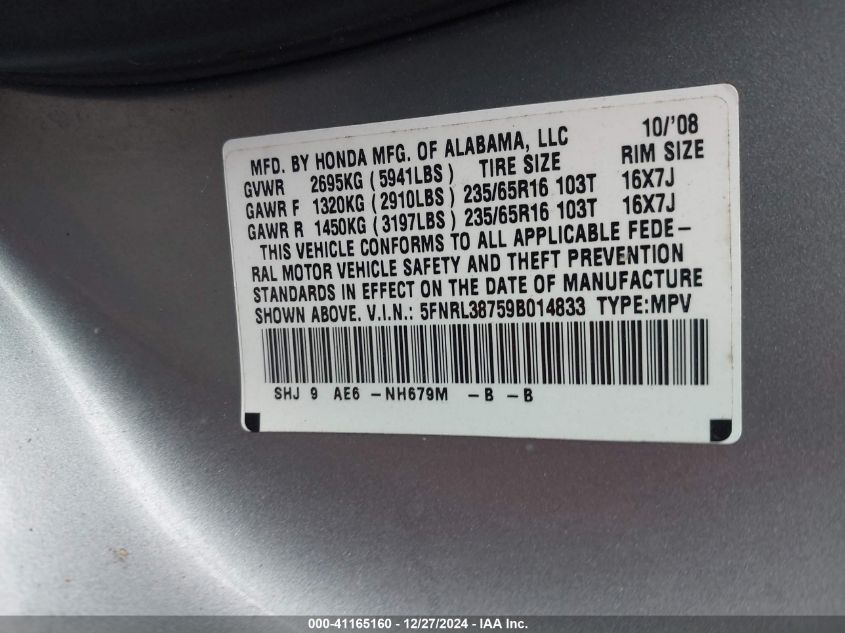 MFD. BY HONDA MFG. OF ALABAMA, LLC 10/'08
GVWR 2695KG ( 5941LBS ) TIRE SIZE RIM SIZE
GAWR F 1320KG ( 2910LBS ) 235/65R16 103T 16X7J
GAWR R 1450KG ( 3197LBS ) 235/65R16 103T 16X7J
THIS VEHICLE CONFORMS TO ALL APPLICABLE FEDE-
RAL MOTOR VEHICLE SAFETY AND THEFT PREVENTION
STANDARDS IN EFFECT ON THE DATE OF MANUFACTURE
SHOWN ABOVE. V.I.N.: 5FNRL38759B014833 TYPE:MPV
SHJ 9 AE6 -NH679M -B -B
000-41165160 - 12/27/2024 - IAA Inc.